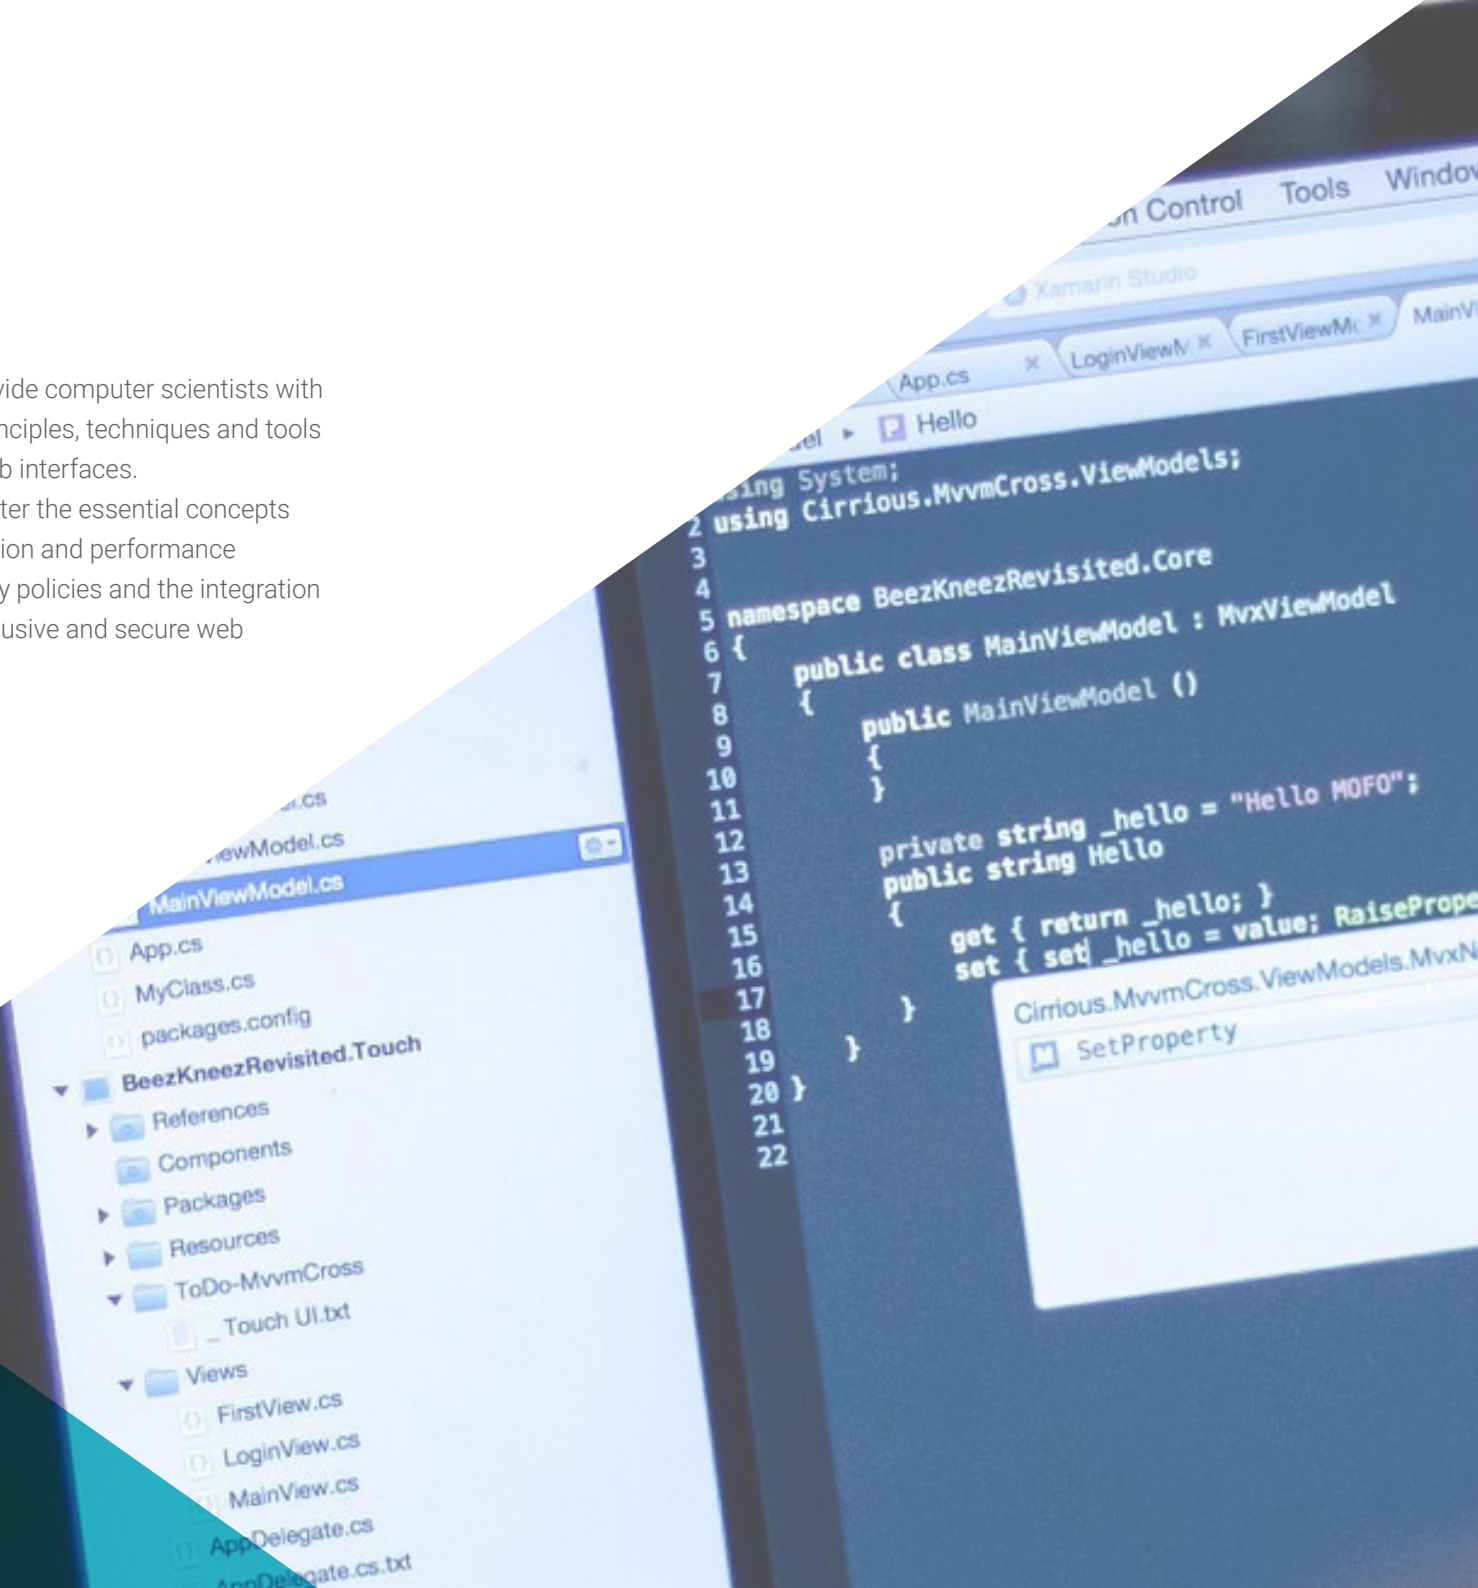 vide computer scientists with
nciples, techniques and tools
b interfaces.
ter the essential concepts
ion and performance
y policies and the integration
usive and secure web
on Control Tools Window
Xamarin Studio
App.cs × LoginViewM × FirstViewMc × MainVi
el ▸ P Hello
sing System;
2 using Cirrious.MvvmCross.ViewModels;
3
4
5 namespace BeezKneezRevisited.Core
6 {
7 public class MainViewModel : MvxViewModel
8 {
9 public MainViewModel ()
10 {
11 }
12
13 private string _hello = "Hello MOFO";
14 public string Hello
15 {
16 get { return _hello; }
17 set { set _hello = value; RaisePrope
18 }
19 }
20 }
21
22
Cirrious.MvvmCross.ViewModels.MvxN
M SetProperty
el.cs
iewModel.cs
MainViewModel.cs
App.cs
MyClass.cs
packages.config
BeezKneezRevisited.Touch
References
Components
Packages
Resources
ToDo-MvvmCross
_ Touch UI.txt
Views
FirstView.cs
LoginView.cs
MainView.cs
AppDelegate.cs
AppDelegate.cs.txt